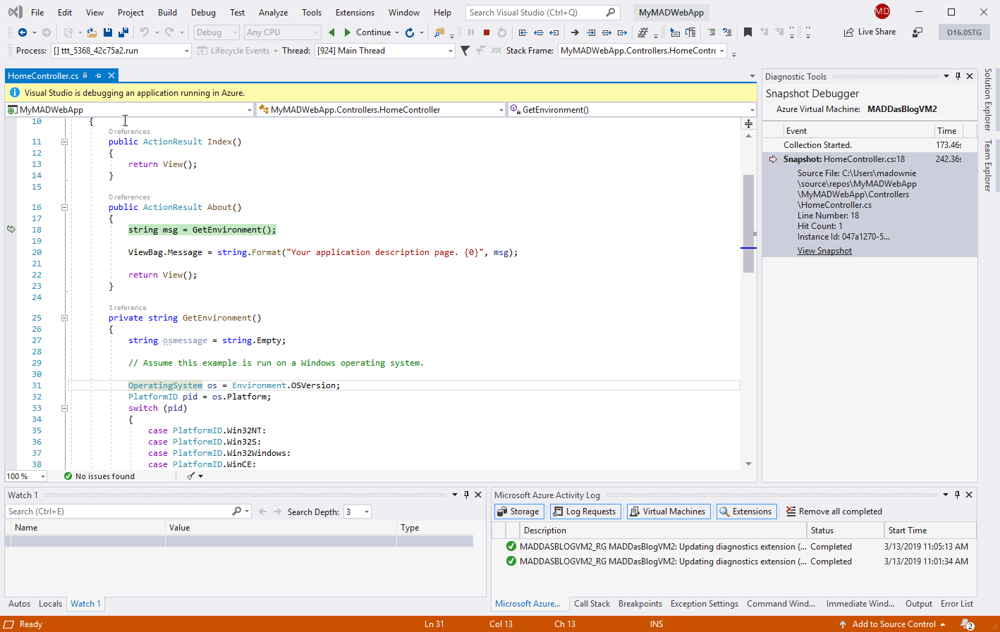 File Edit View Project Build Debug Test Analyze Tools Extensions Window Help Search Visual Studio (Ctrl+Q) MyMADWebApp MD
Debug Any CPU Continue Live Share D16.0STG
Process: [] ttt_5368_42c75a2.run Lifecycle Events Thread: [924] Main Thread Stack Frame: MyMADWebApp.Controllers.HomeContro
HomeController.cs
Visual Studio is debugging an application running in Azure.
MyMADWebApp MyMADWebApp.Controllers.HomeController GetEnvironment()
10 {
0 references
11 public ActionResult Index()
12 {
13 return View();
14 }
15
0 references
16 public ActionResult About()
17 {
18 string msg = GetEnvironment();
19
20 ViewBag.Message = string.Format("Your application description page. {0}", msg);
21
22 return View();
23 }
24
1 reference
25 private string GetEnvironment()
26 {
27 string osmessage = string.Empty;
28
29 // Assume this example is run on a Windows operating system.
30
31 OperatingSystem os = Environment.OSVersion;
32 PlatformID pid = os.Platform;
33 switch (pid)
34 {
35 case PlatformID.Win32NT:
36 case PlatformID.Win32S:
37 case PlatformID.Win32Windows:
38 case PlatformID.WinCE:
100 % No issues found
Diagnostic Tools
Snapshot Debugger
Azure Virtual Machine: MADDasBlogVM2
Event Time
Collection Started. 173.46s
Snapshot: HomeController.cs:18 242.36s
Source File: C:\Users\madownie
\source\repos\MyMADWebApp
\MyMADWebApp\Controllers
\HomeController.cs
Line Number: 18
Hit Count: 1
Instance Id: 047a1270-5...
View Snapshot
Solution Explorer
Team Explorer
Watch 1
Search (Ctrl+E) Search Depth: 3
Name Value Type
Autos Locals Watch 1
Microsoft Azure Activity Log
Storage Log Requests Virtual Machines Extensions Remove all completed
Description Status Start Time
MADDASBLOGVM2_RG MADDasBlogVM2: Updating diagnostics extension (... Completed 3/13/2019 11:05:13 AM
MADDASBLOGVM2_RG MADDasBlogVM2: Updating diagnostics extension (... Completed 3/13/2019 11:01:34 AM
Microsoft Azure... Call Stack Breakpoints Exception Settings Command Wind... Immediate Wind... Output Error List
Ready Ln 31 Col 13 Ch 13 INS Add to Source Control 2